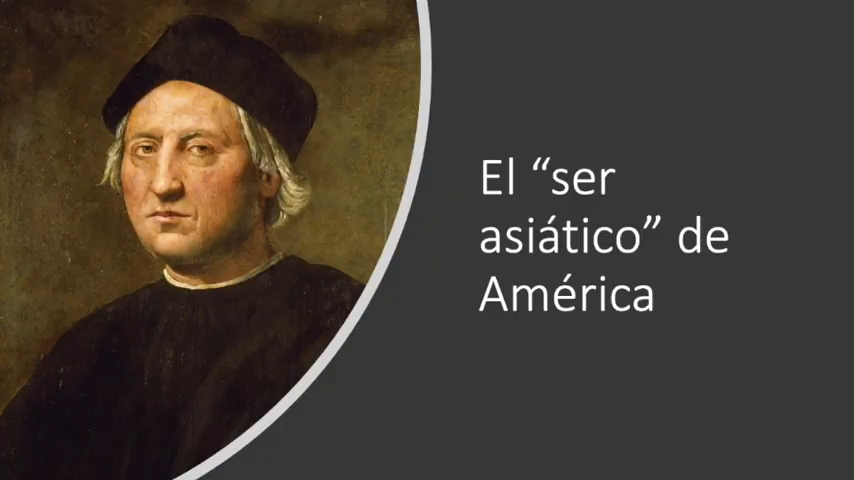 El “ser
asiático” de
América